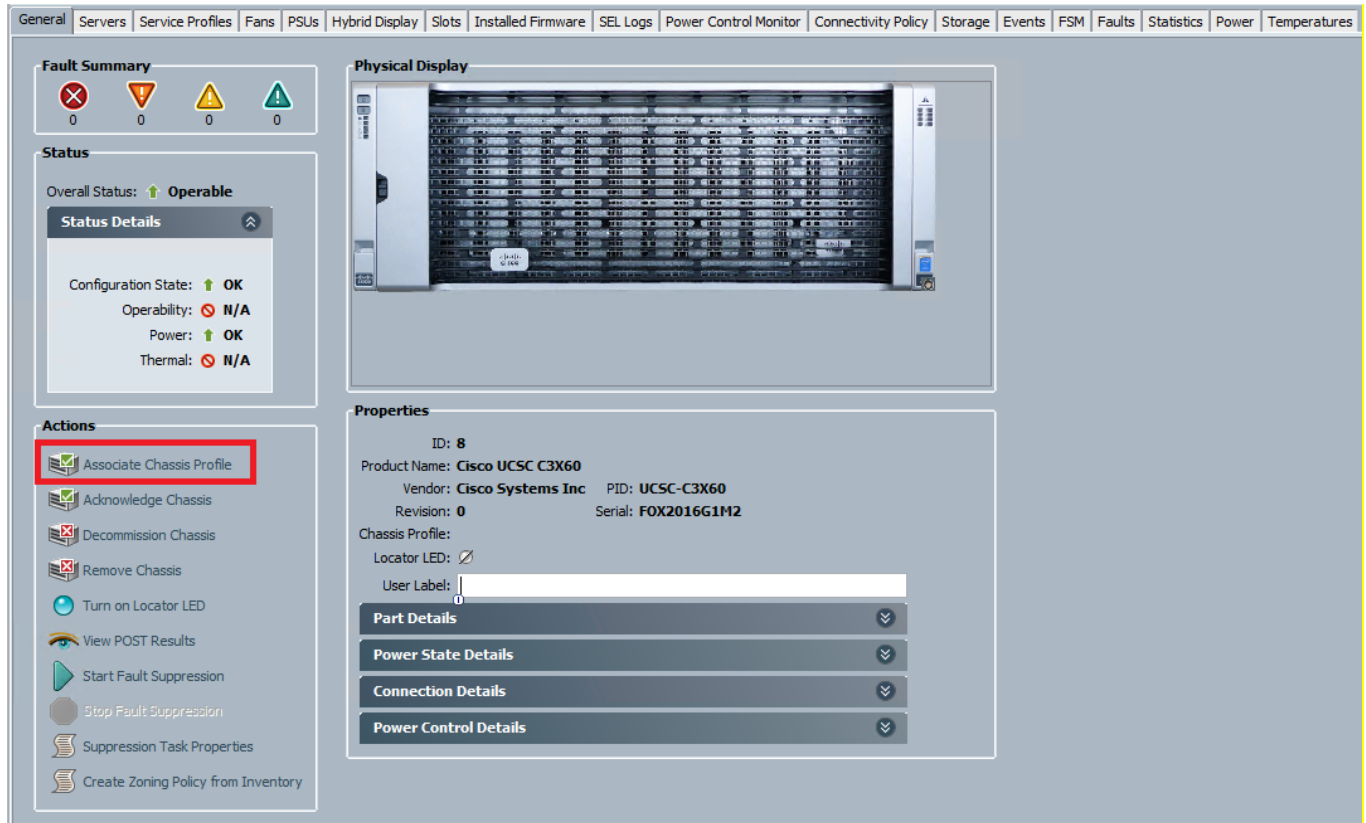 General Servers Service Profiles Fans PSUs Hybrid Display Slots Installed Firmware SEL Logs Power Control Monitor Connectivity Policy Storage Events FSM Faults Statistics Power Temperatures
Fault Summary
0 0 0 0
Status
Overall Status: Operable
Status Details
Configuration State: OK
Operability: N/A
Power: OK
Thermal: N/A
Actions
Associate Chassis Profile
Acknowledge Chassis
Decommission Chassis
Remove Chassis
Turn on Locator LED
View POST Results
Start Fault Suppression
Stop Fault Suppression
Suppression Task Properties
Create Zoning Policy from Inventory
Physical Display
Properties
ID: 8
Product Name: Cisco UCSC C3X60
Vendor: Cisco Systems Inc PID: UCSC-C3X60
Revision: 0 Serial: FOX2016G1M2
Chassis Profile:
Locator LED:
User Label:
Part Details
Power State Details
Connection Details
Power Control Details